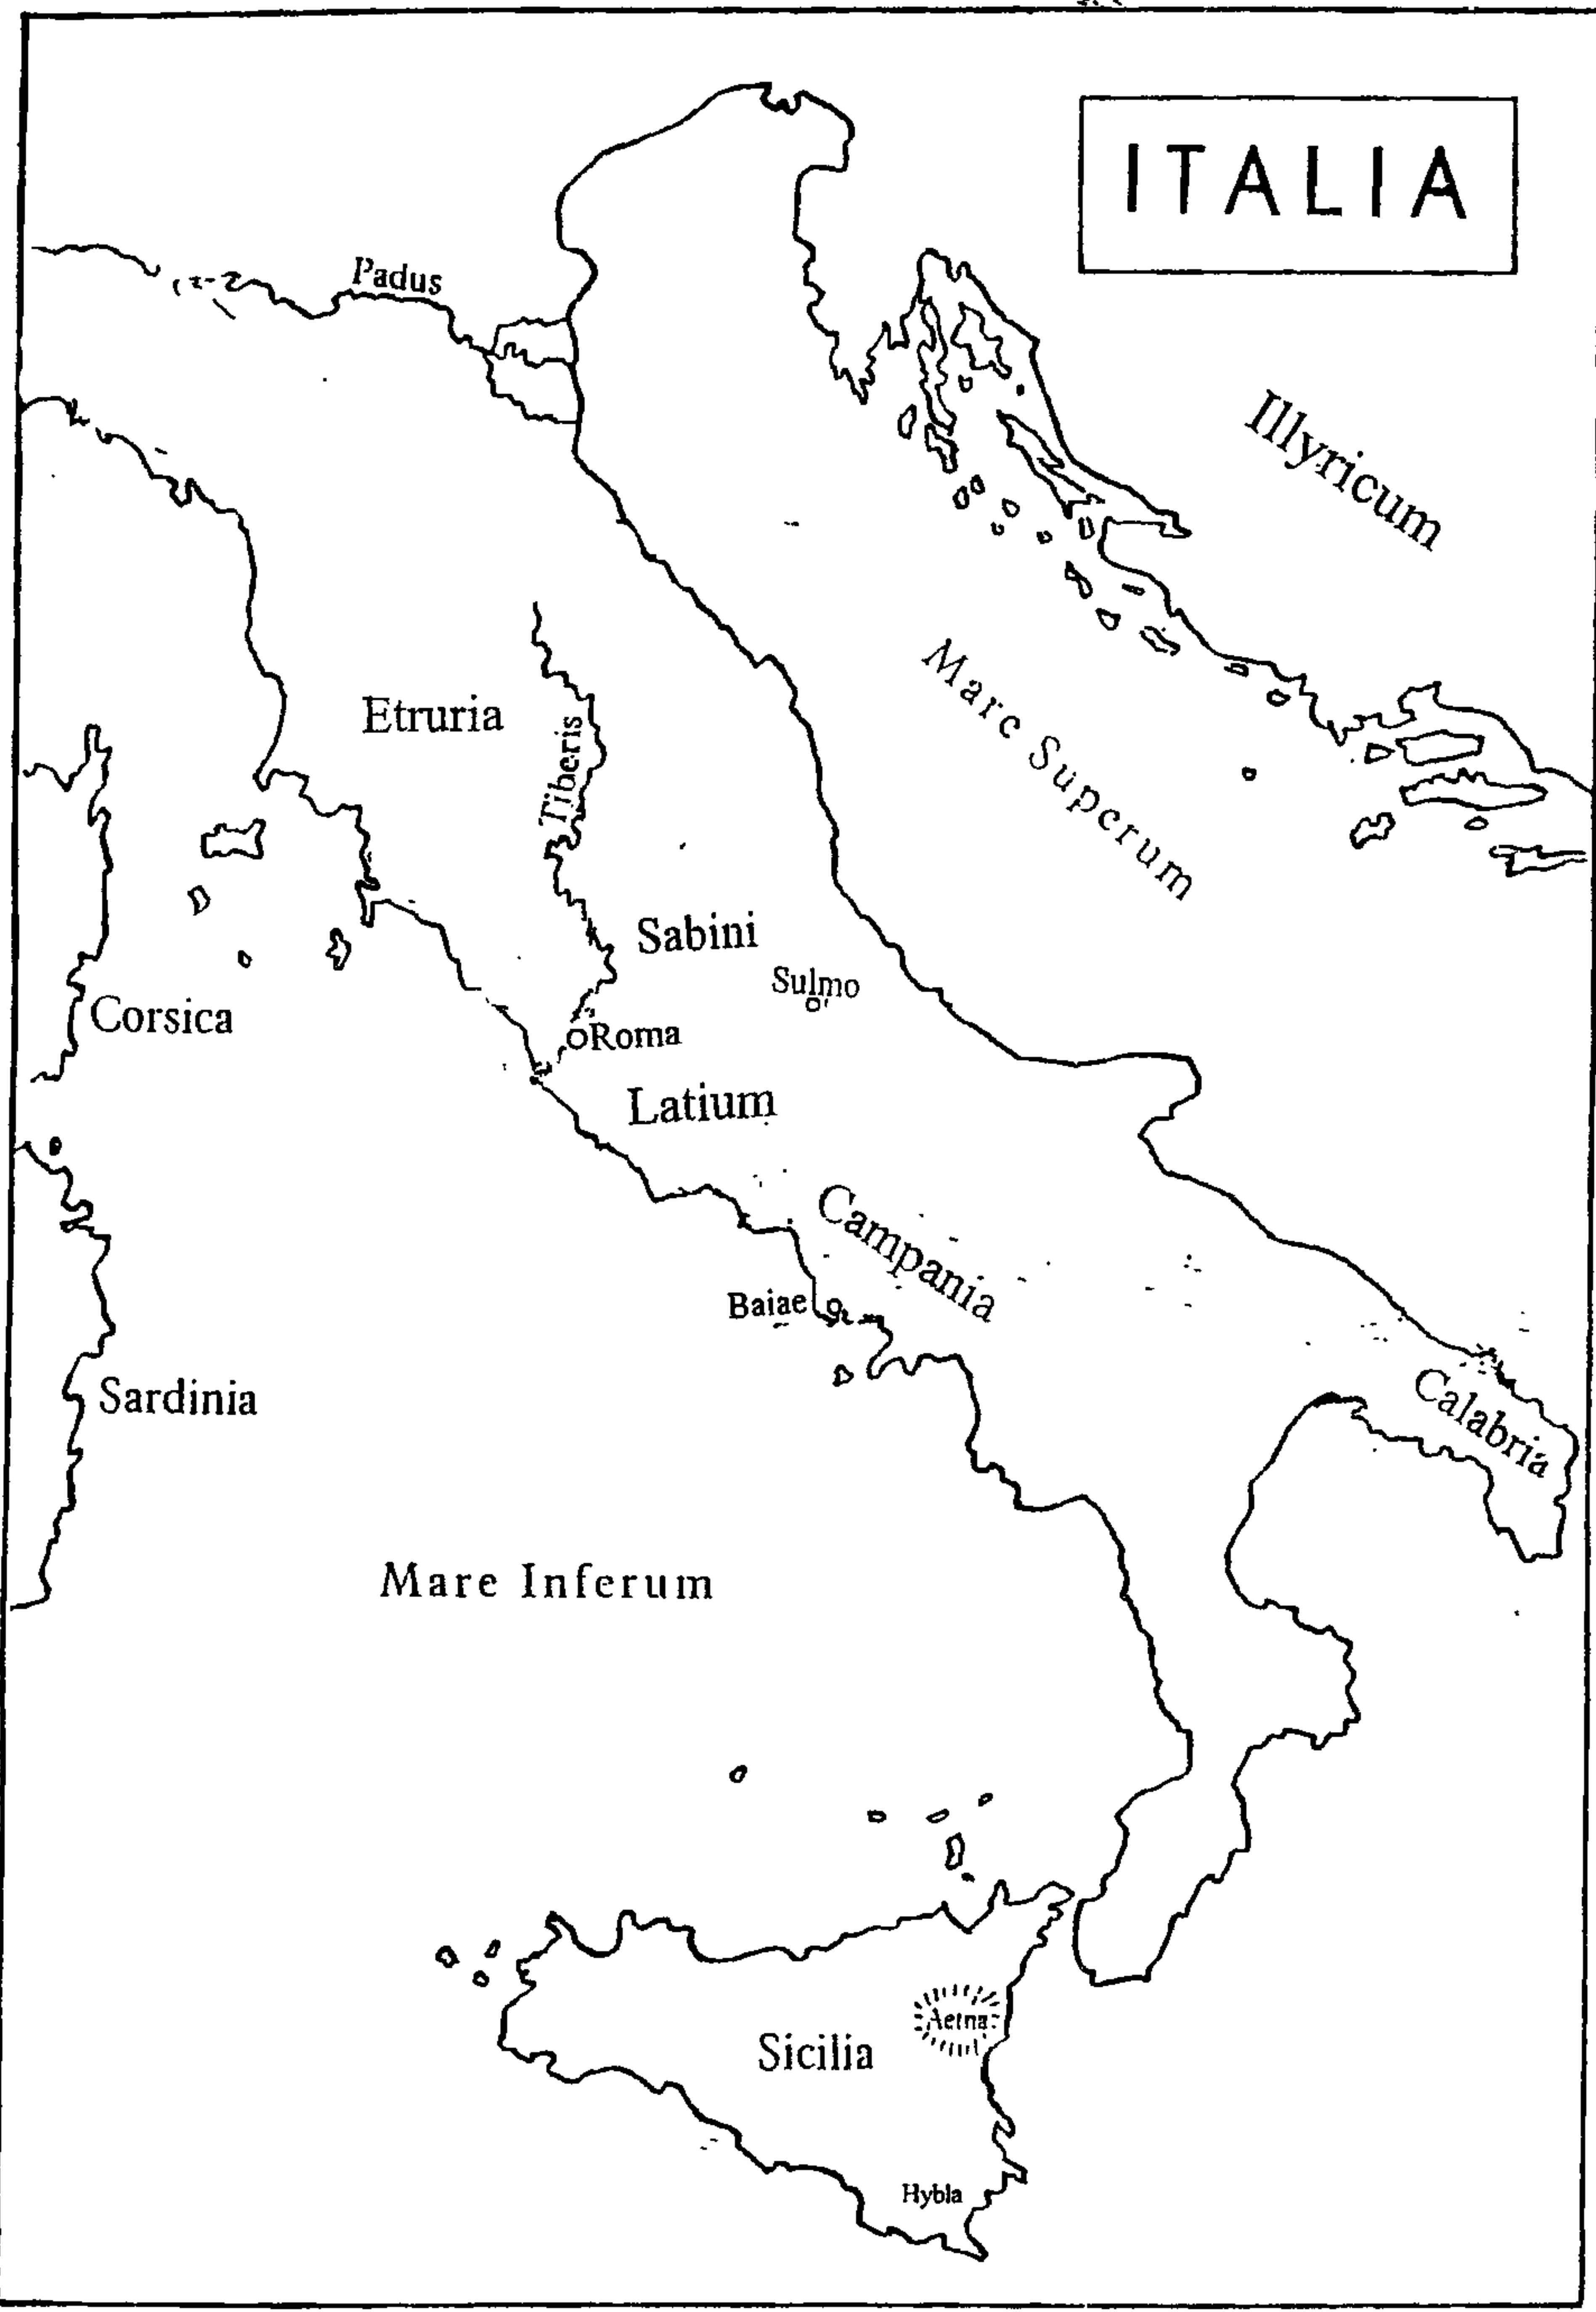 ITALIA
Padus
Illyricum
Mare Superum
Etruria
Tiberis
Sabini
Sulmo
Corsica
Roma
Latium
Campania
Baiae
Calabria
Sardinia
Mare Inferum
Aetna
Sicilia
Hybla